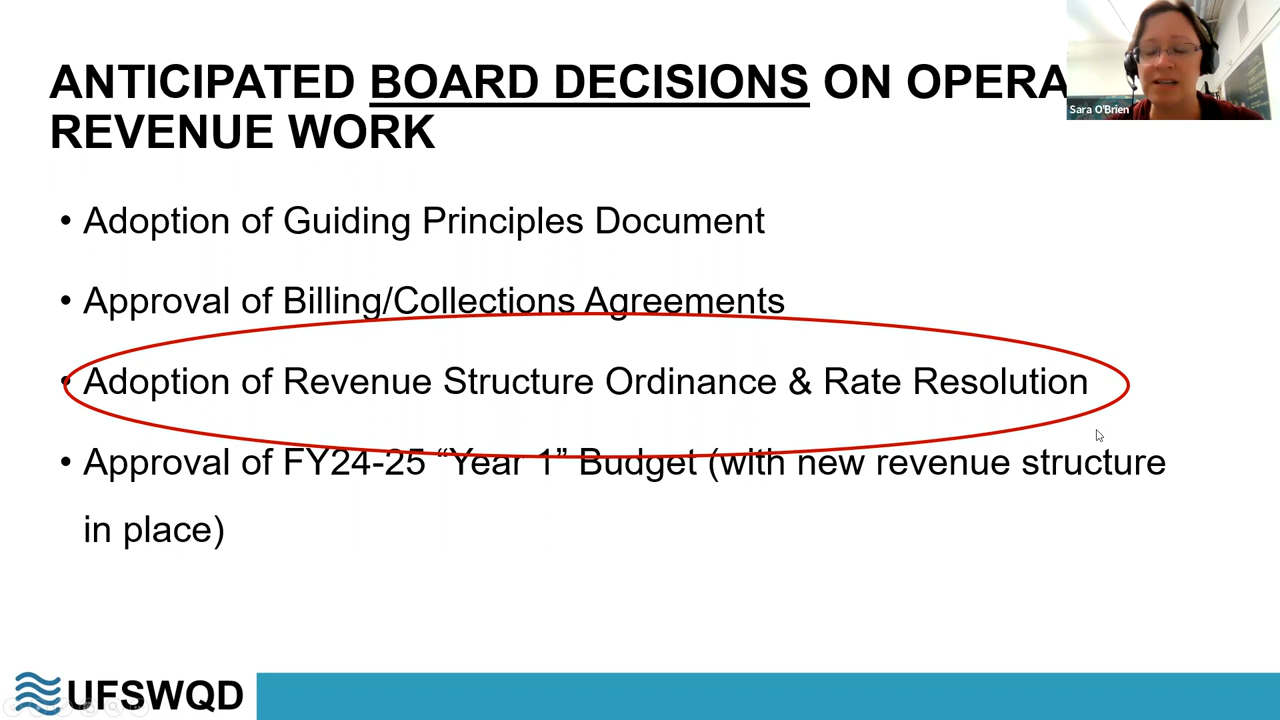 ANTICIPATED BOARD DECISIONS ON OPERA
REVENUE WORK
Sara O'Brien
• Adoption of Guiding Principles Document
• Approval of Billing/Collections Agreements
• Adoption of Revenue Structure Ordinance & Rate Resolution
• Approval of FY24-25 “Year 1” Budget (with new revenue structure
in place)
UFSWQD